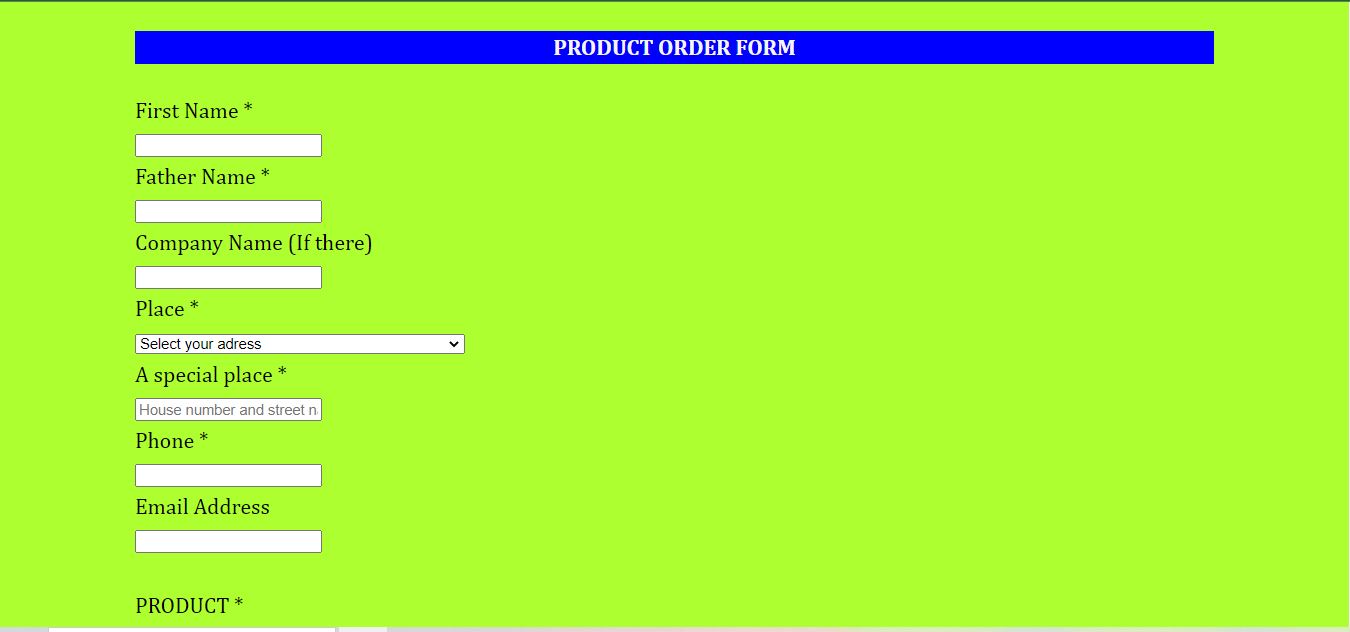 PRODUCT ORDER FORM
First Name *
Father Name *
Company Name (If there)
Place *
Select your adress
A special place *
House number and street n
Phone *
Email Address
PRODUCT *